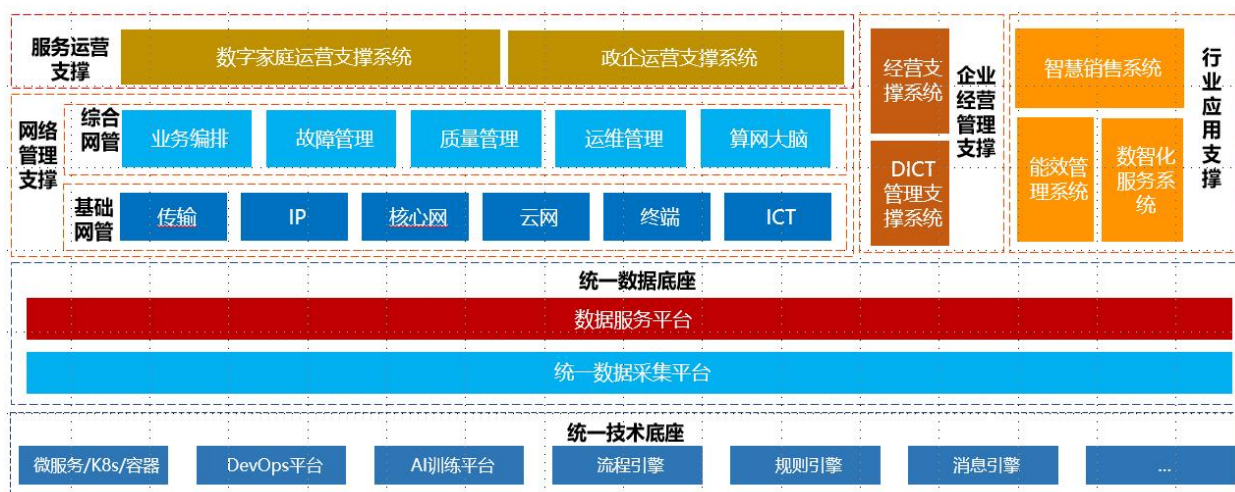 服务运营
支撑
数字家庭运营支撑系统
政企运营支撑系统
网络
管理
支撑
综合
网管
业务编排
故障管理
质量管理
运维管理
算网大脑
基础
网管
传输
IP
核心网
云网
终端
ICT
经营支
撑系统
DICT
管理支
撑系统
企业
经营
管理
支撑
智慧销售系统
能效管
理系统
数智化
服务系
统
行
业
应
用
支
撑
统一数据底座
数据服务平台
统一数据采集平台
统一技术底座
微服务/K8s/容器
DevOps平台
AI训练平台
流程引擎
规则引擎
消息引擎
...